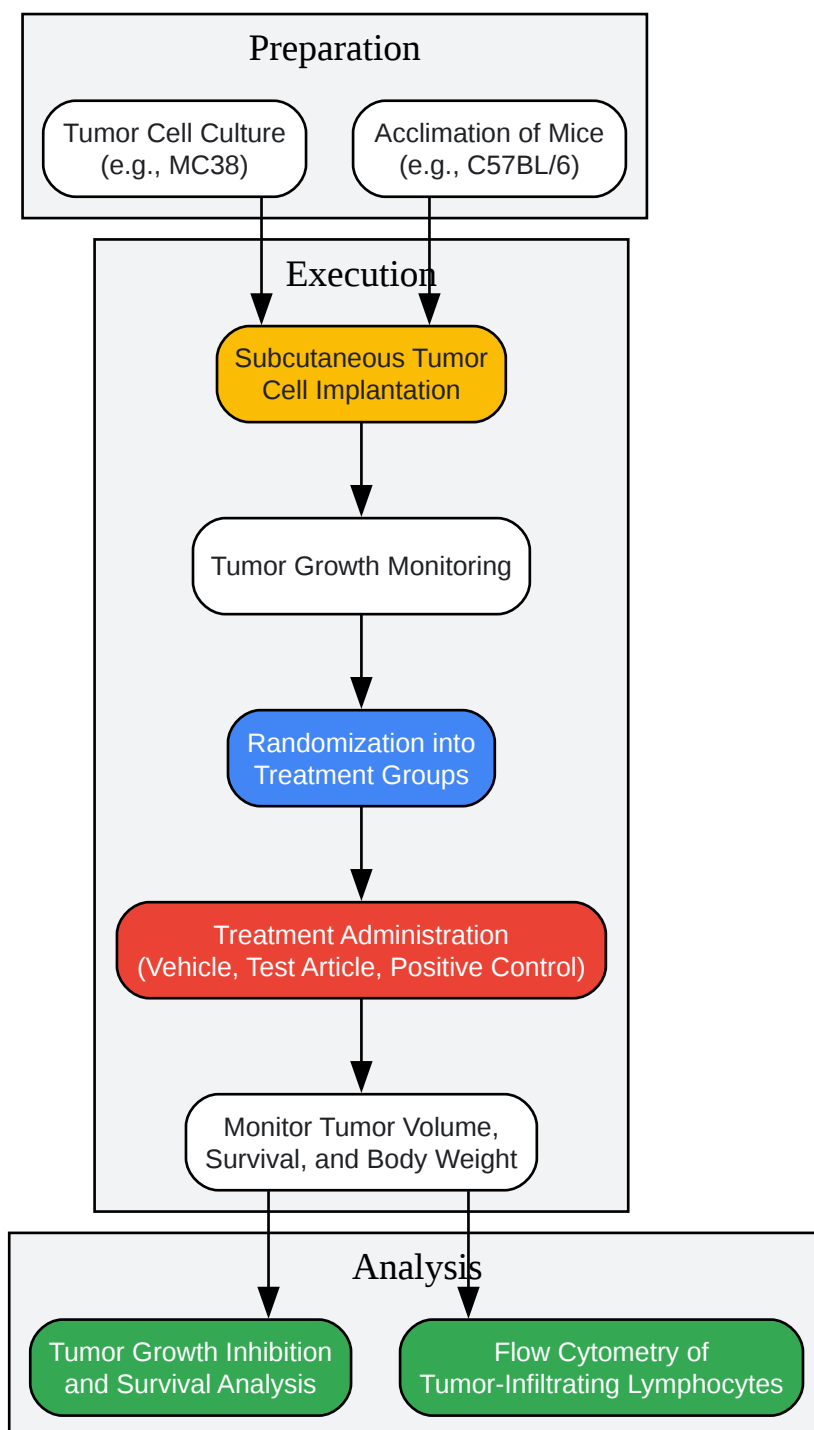 Preparation
Tumor Cell Culture
(e.g., MC38)
Acclimation of Mice
(e.g., C57BL/6)
Execution
Subcutaneous Tumor
Cell Implantation
Tumor Growth Monitoring
Randomization into
Treatment Groups
Treatment Administration
(Vehicle, Test Article, Positive Control)
Monitor Tumor Volume,
Survival, and Body Weight
Analysis
Tumor Growth Inhibition
and Survival Analysis
Flow Cytometry of
Tumor-Infiltrating Lymphocytes